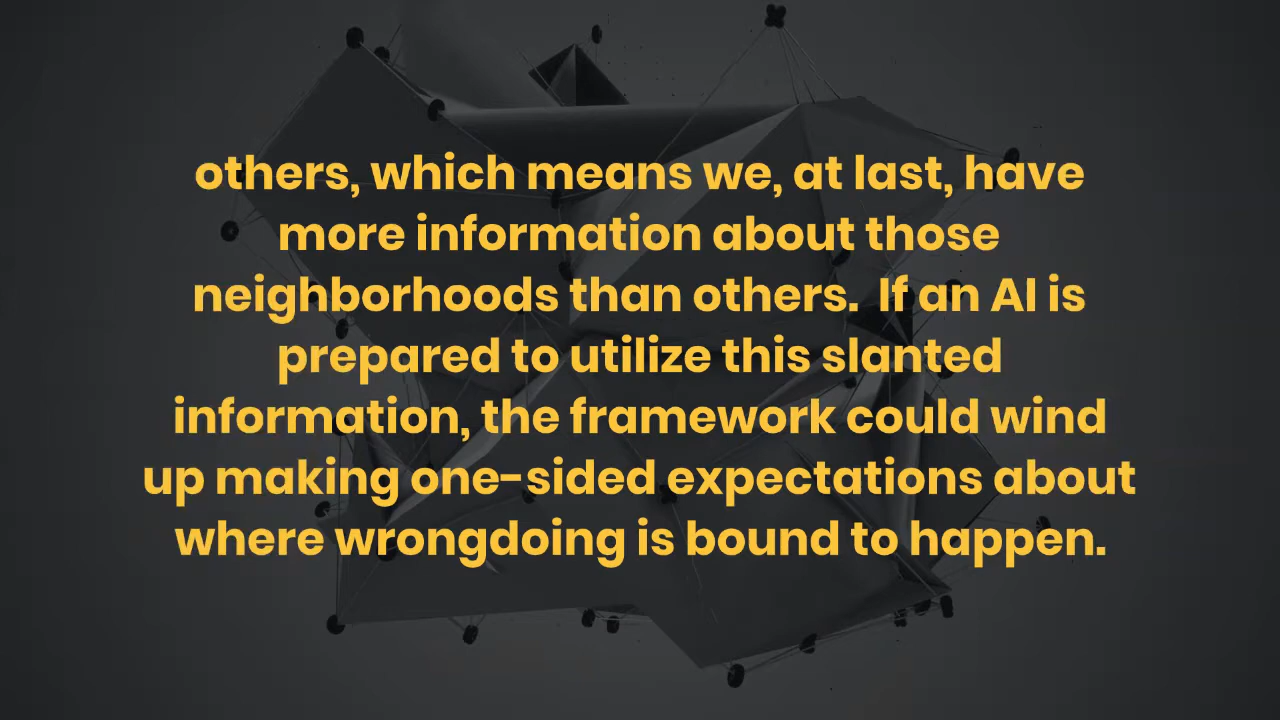 others, which means we, at last, have
more information about those
neighborhoods than others.  If an AI is
prepared to utilize this slanted
information, the framework could wind
up making one-sided expectations about
where wrongdoing is bound to happen.